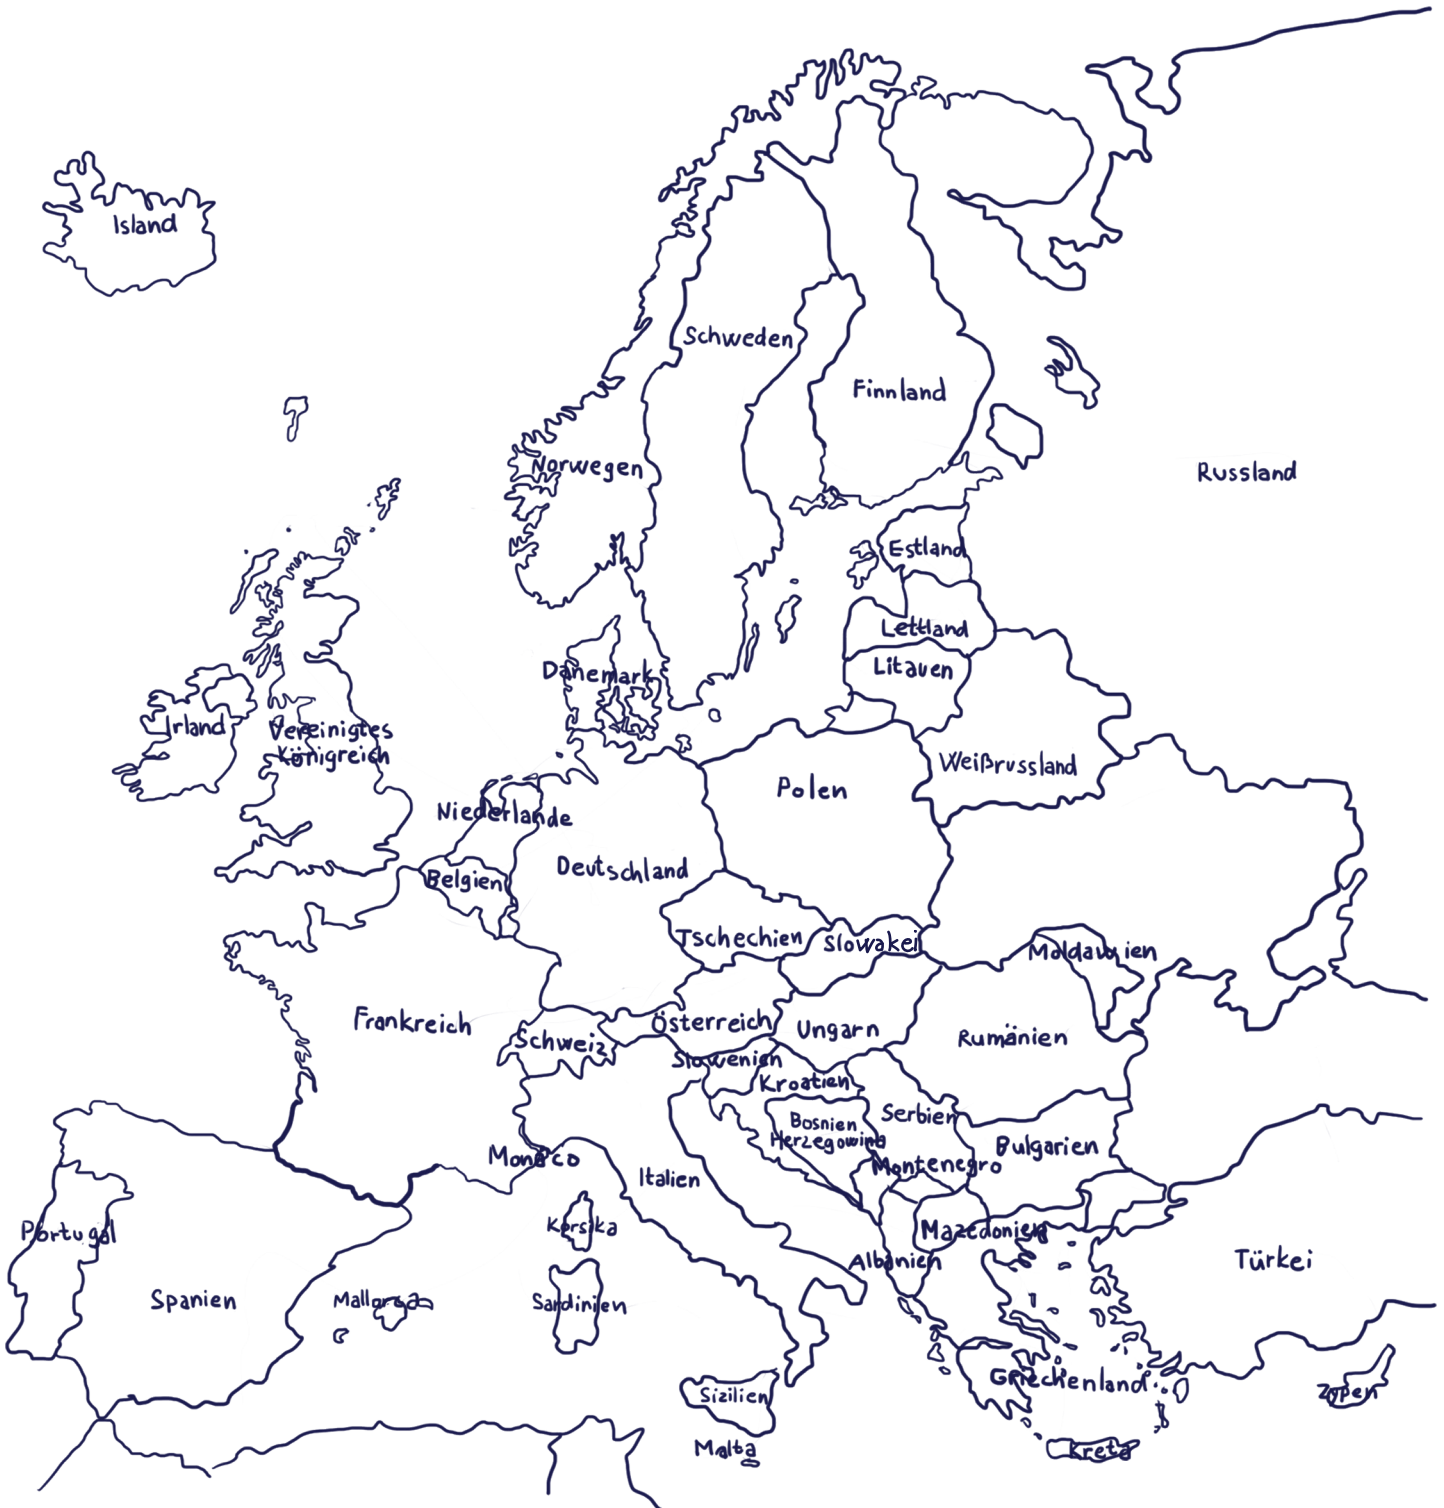 Island
Schweden
Finnland
Norwegen
Russland
Estland
Lettland
Litauen
Dänemark
Irland
Vereinigtes
Königreich
Weißrussland
Polen
Niederlande
Deutschland
Belgien
Tschechien
Slowakei
Moldawien
Frankreich
Österreich
Ungarn
Rumänien
Schweiz
Slowenien
Kroatien
Serbien
Bosnien
Herzegowina
Bulgarien
Monaco
Montenegro
Italien
Portugal
Korsika
Mazedonien
Albanien
Türkei
Spanien
Mallorca
Sardinien
Griechenland
Zypern
Sizilien
Malta
Kreta